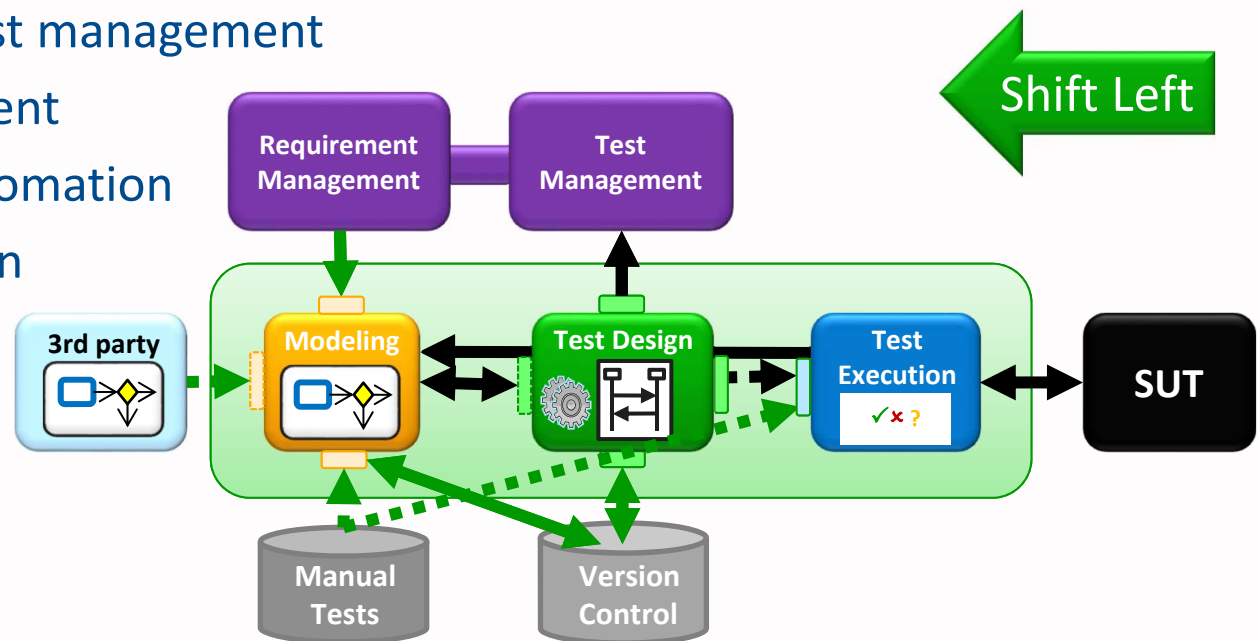 st management
ent
omation
n
Shift Left
Requirement
Management
Test
Management
3rd party
Modeling
Test Design
Test
Execution
✓ × ?
SUT
Manual
Tests
Version
Control